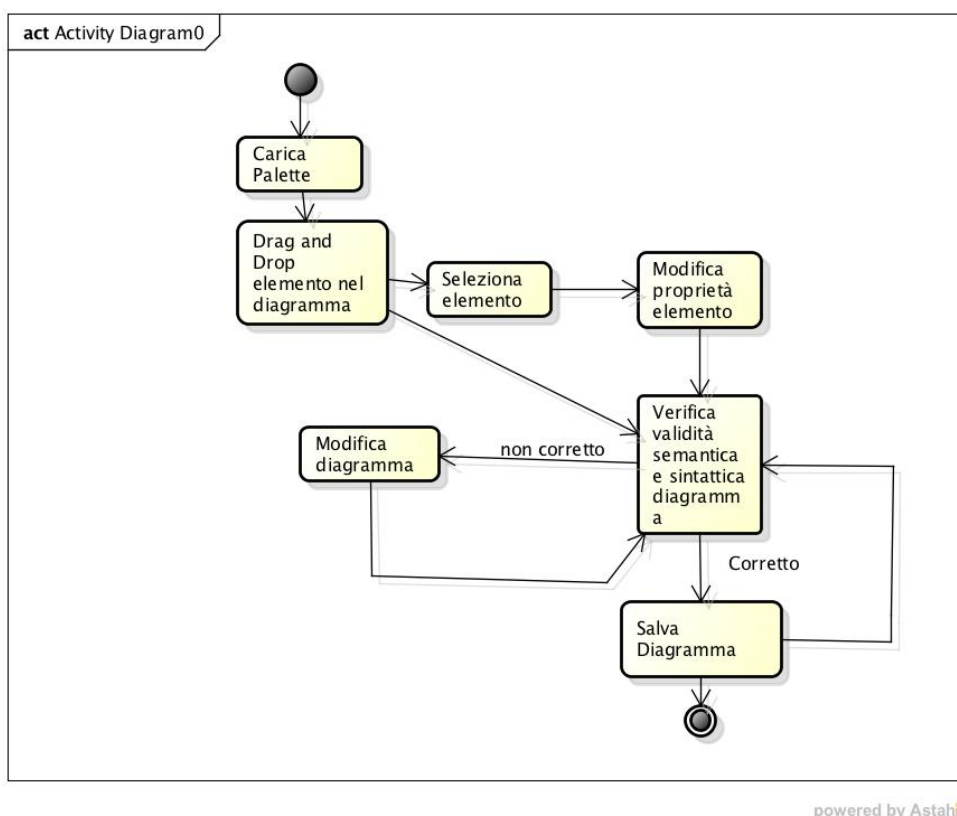 act Activity Diagram0
Carica
Palette
Drag and
Drop
elemento nel
diagramma
Seleziona
elemento
Modifica
proprietà
elemento
Verifica
validità
semantica
e sintattica
diagramm
a
non corretto
Modifica
diagramma
Corretto
Salva
Diagramma
powered by Astah